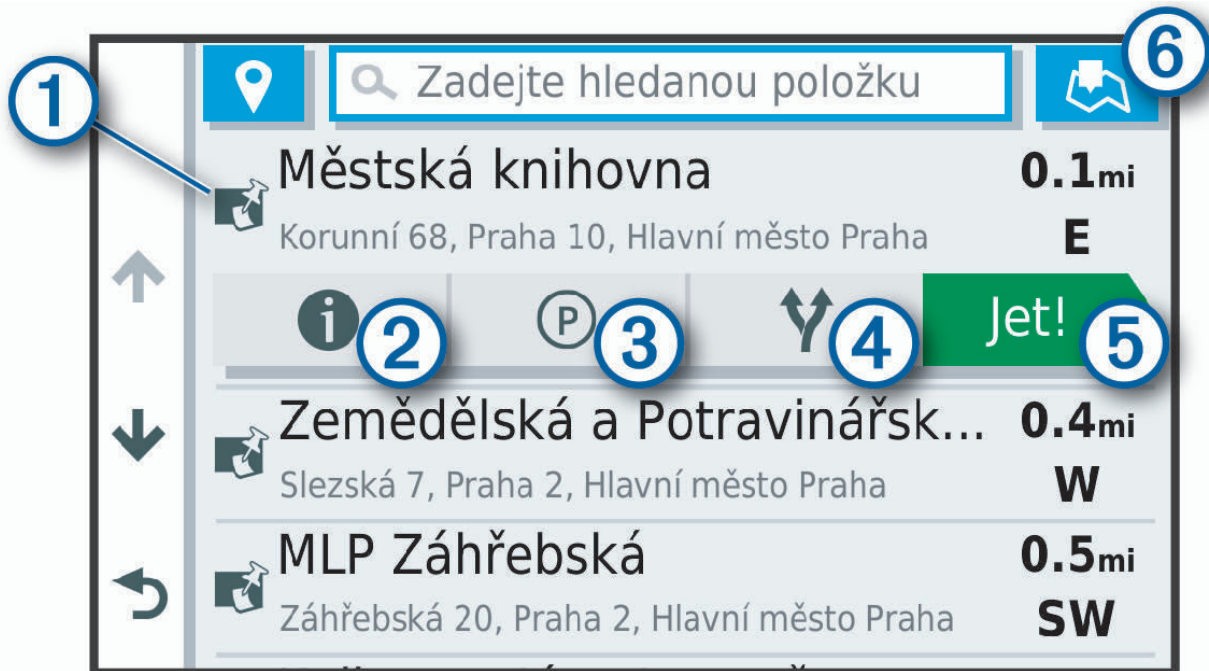 1
Zadejte hledanou položku
6
Městská knihovna
0.1mi
Korunní 68, Praha 10, Hlavní město Praha
E
i
2
P
3
4
Jet!
5
Zemědělská a Potravinářsk...
0.4mi
Slezská 7, Praha 2, Hlavní město Praha
W
MLP Záhřebská
0.5mi
Záhřebská 20, Praha 2, Hlavní město Praha
SW